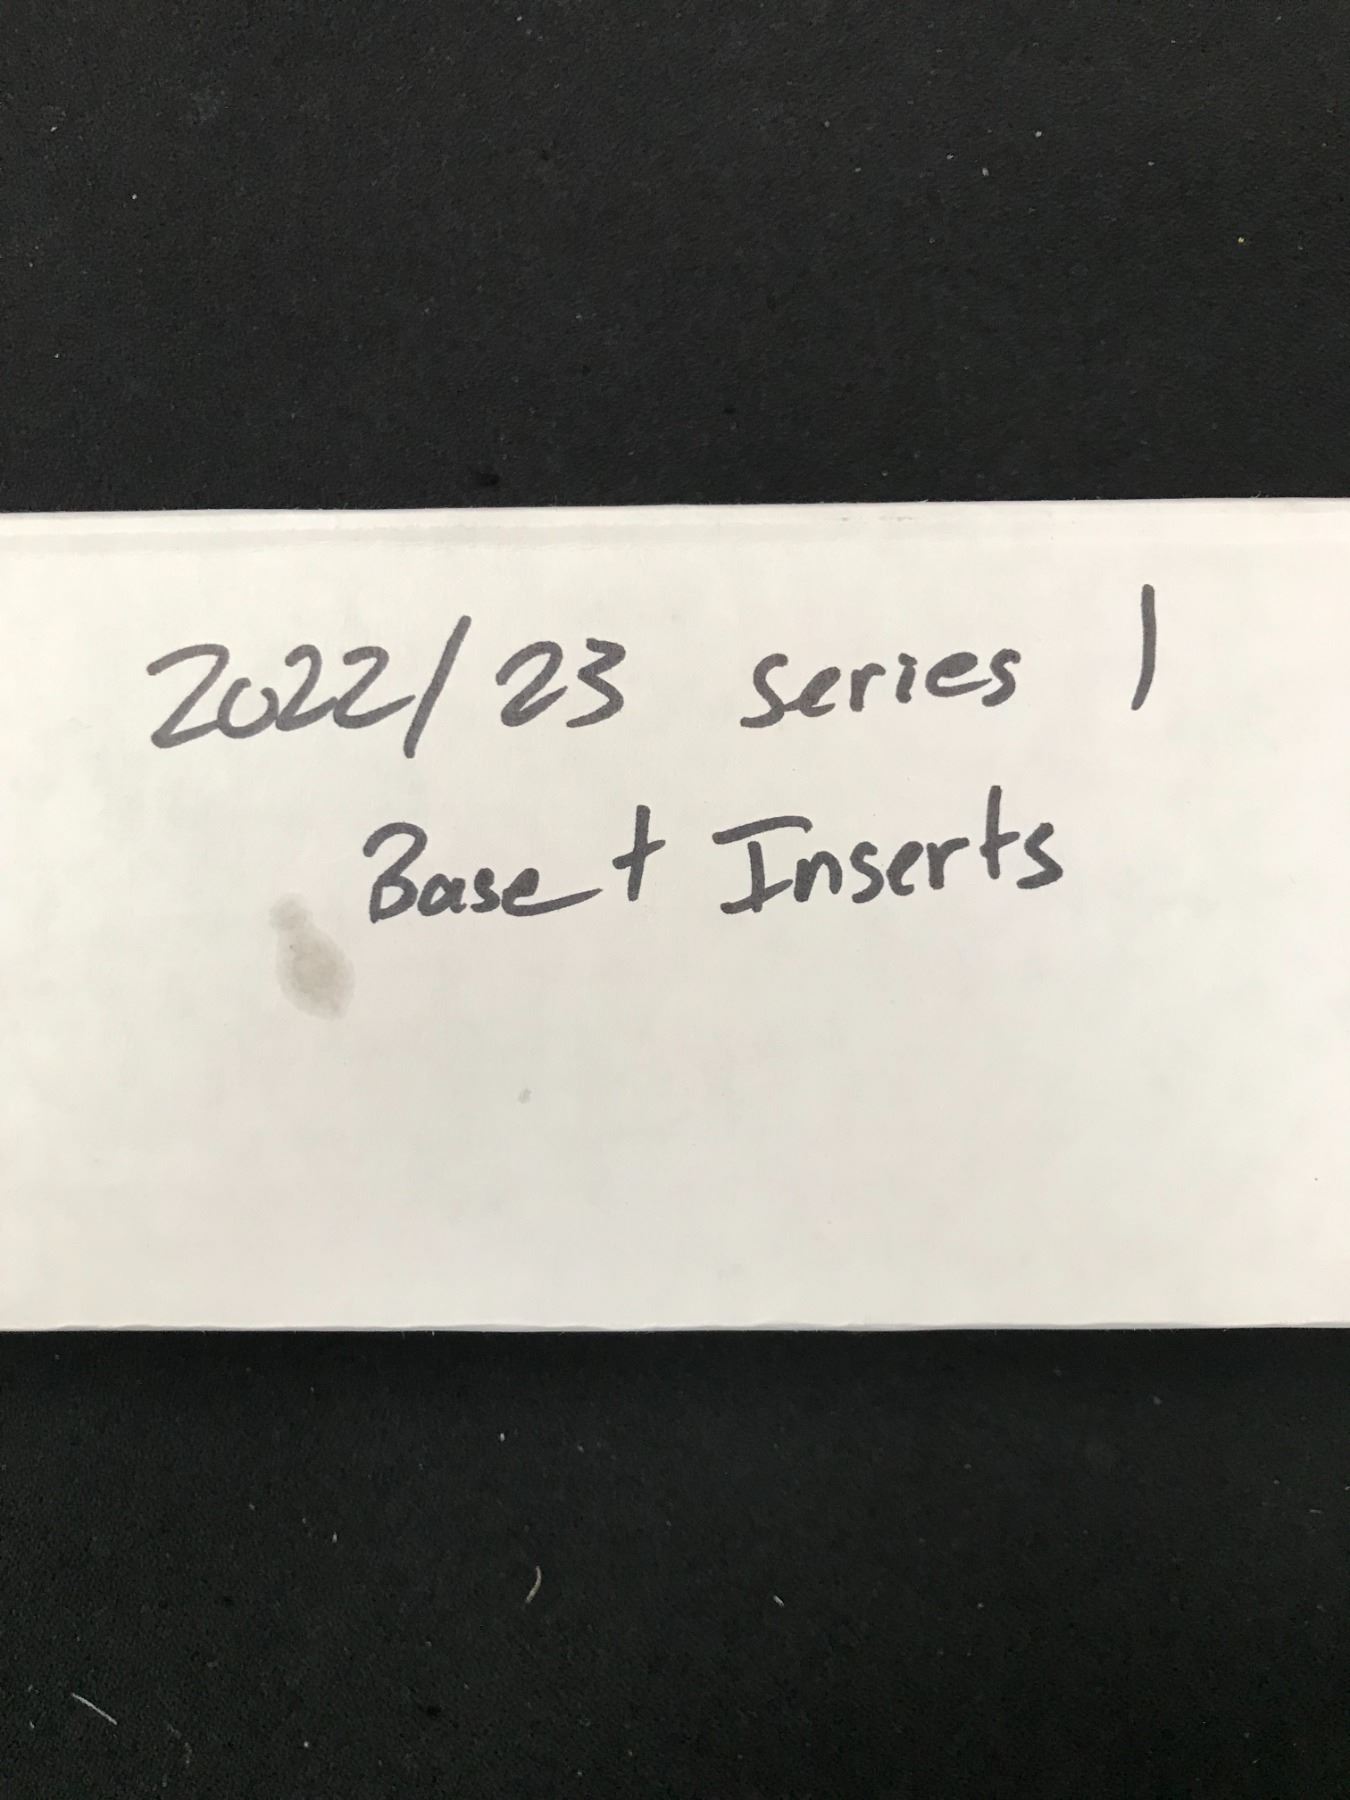 2022/23 series 1
Base + Inserts